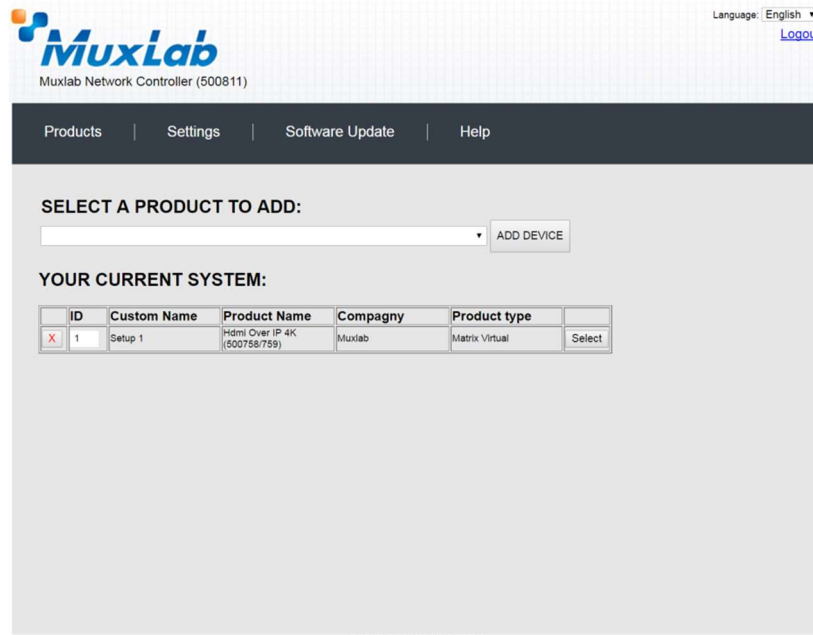 Language: English
Logou
MuxLab
Muxlab Network Controller (500811)
Products | Settings | Software Update | Help
SELECT A PRODUCT TO ADD:
ADD DEVICE
YOUR CURRENT SYSTEM:
ID Custom Name Product Name Compagny Product type
X 1 Setup 1 Hdmi Over IP 4K Muxlab Matrix Virtual Select
(500758/759)